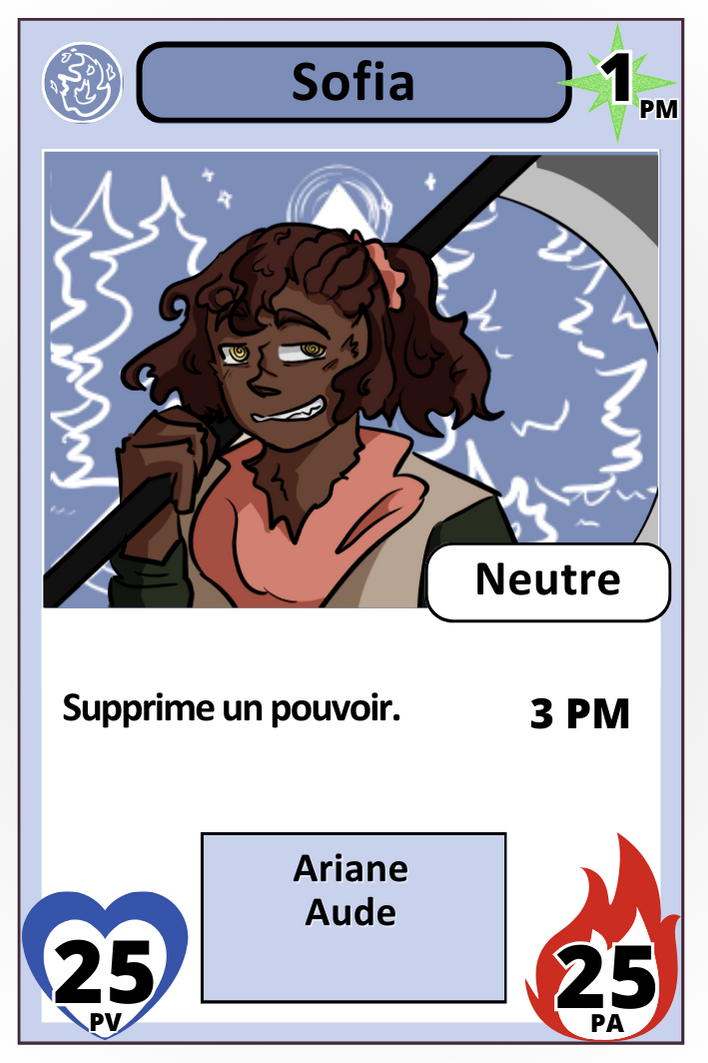 Sofia
1 PM
Neutre
Supprime un pouvoir. 3 PM
Ariane
Aude
25 PV
25 PA